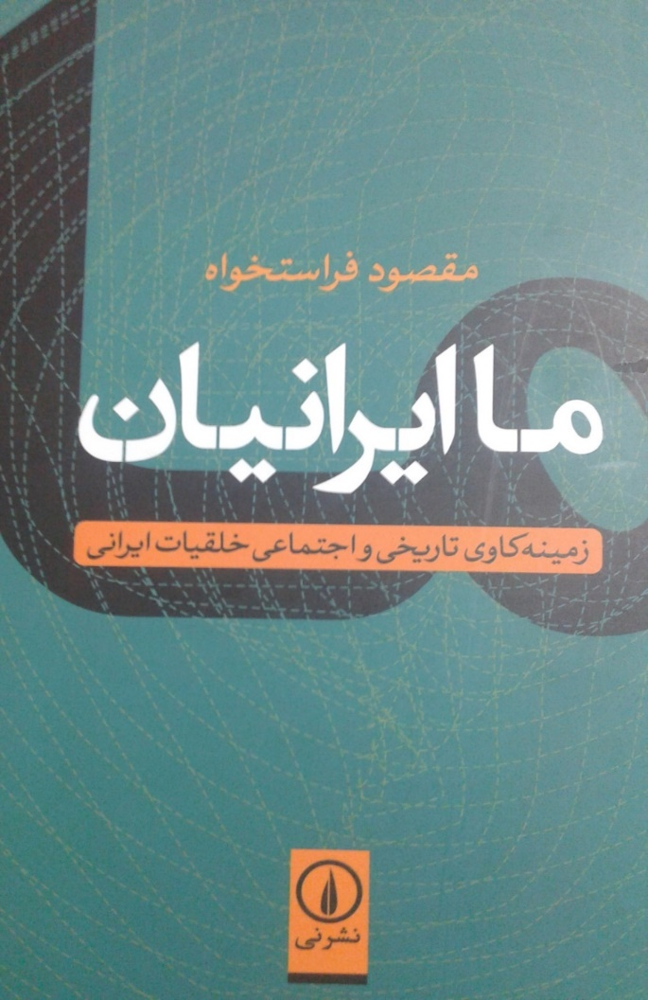 مقصود فراستخواه
ما ایرانیان
زمینه‌کاوی تاریخی و اجتماعی خلقیات ایرانی
نشرنی